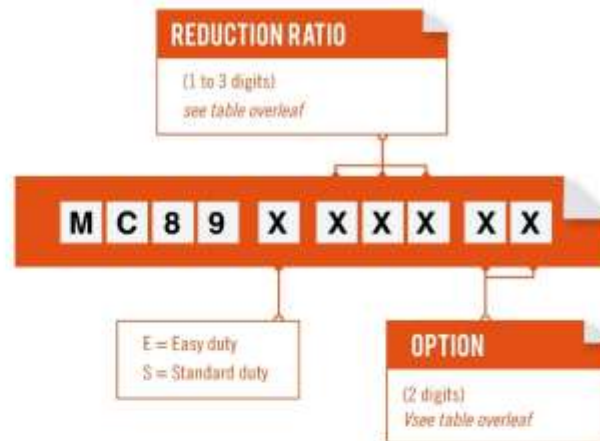 REDUCTION RATIO
(1 to 3 digits)
see table overleaf
M C 8 9 X X X X X X
E = Easy duty
S = Standard duty
OPTION
(2 digits)
Vsee table overleaf